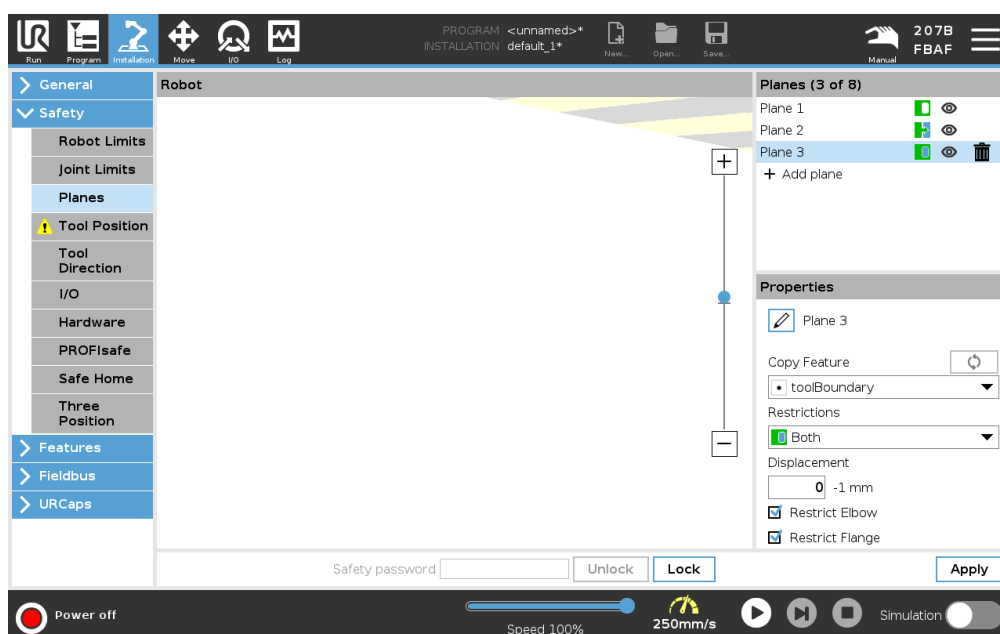 PROGRAM <unnamed>*
INSTALLATION default_1*
UR
Run
Program
Installation
Move
I/O
Log
New...
Open...
Save...
Manual
207B
FBAF
General
Safety
Robot Limits
Joint Limits
Planes
Tool Position
Tool
Direction
I/O
Hardware
PROFIsafe
Safe Home
Three
Position
Features
Fieldbus
URCaps
Robot
Planes (3 of 8)
Plane 1
Plane 2
Plane 3
+ Add plane
Properties
Plane 3
Copy Feature
toolBoundary
Restrictions
Both
Displacement
0 -1 mm
Restrict Elbow
Restrict Flange
Safety password
Unlock
Lock
Apply
Power off
Speed 100%
250mm/s
Simulation